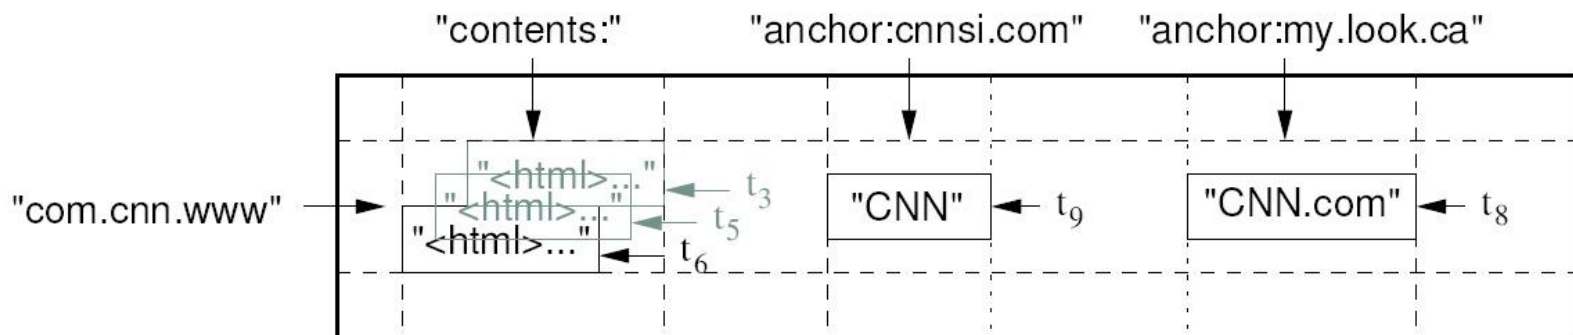 "contents:" "anchor:cnnsi.com" "anchor:my.look.ca"
"<html>..." t3
"com.cnn.www" "<html>..." t5 "CNN" t9 "CNN.com" t8
"<html>..." t6